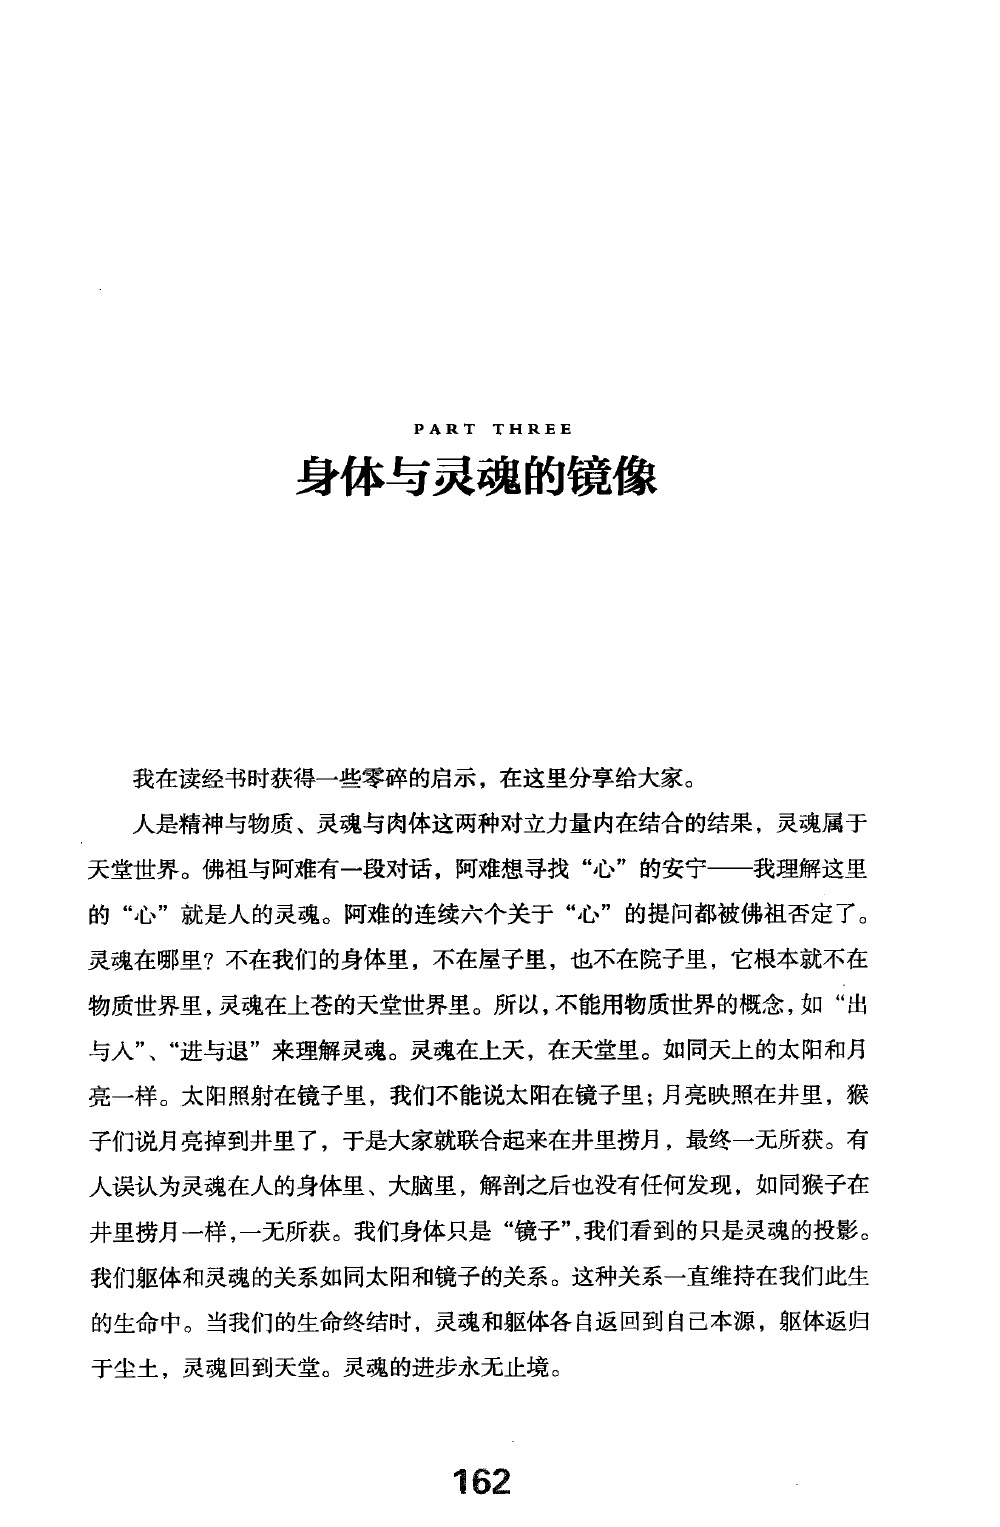 PART THREE
身体与灵魂的镜像
我在读经书时获得一些零碎的启示，在这里分享给大家。
人是精神与物质、灵魂与肉体这两种对立力量内在结合的结果，灵魂属于
天堂世界。佛祖与阿难有一段对话，阿难想寻找“心”的安宁——我理解这里
的“心”就是人的灵魂。阿难的连续六个关于“心”的提问都被佛祖否定了。
灵魂在哪里？不在我们的身体里，不在屋子里，也不在院子里，它根本就不在
物质世界里，灵魂在上苍的天堂世界里。所以，不能用物质世界的概念，如“出
与入”、“进与退”来理解灵魂。灵魂在上天，在天堂里。如同天上的太阳和月
亮一样。太阳照射在镜子里，我们不能说太阳在镜子里；月亮映照在井里，猴
子们说月亮掉到井里了，于是大家就联合起来在井里捞月，最终一无所获。有
人误认为灵魂在人的身体里、大脑里，解剖之后也没有任何发现，如同猴子在
井里捞月一样，一无所获。我们身体只是“镜子”，我们看到的只是灵魂的投影。
我们躯体和灵魂的关系如同太阳和镜子的关系。这种关系一直维持在我们此生
的生命中。当我们的生命终结时，灵魂和躯体各自返回到自己本源，躯体返归
于尘土，灵魂回到天堂。灵魂的进步永无止境。
162